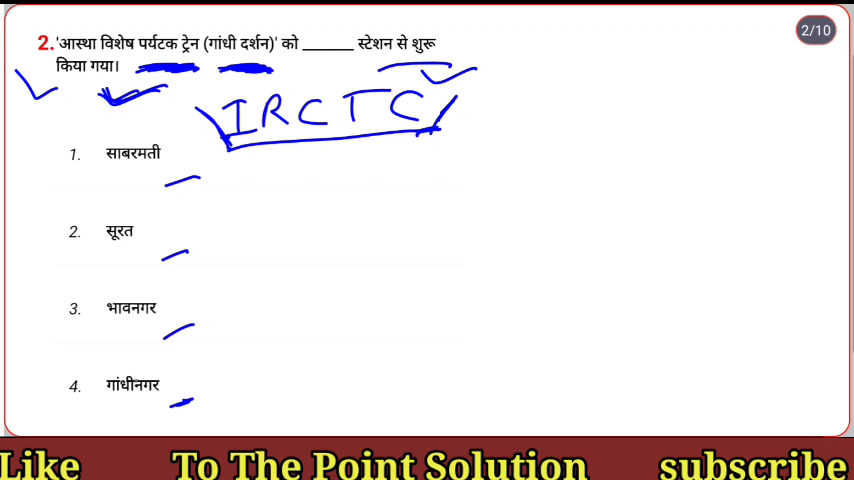 2/10
2. 'आस्था विशेष पर्यटक ट्रेन (गांधी दर्शन)' को ______ स्टेशन से शुरू
किया गया।
IRCTC
1. साबरमती
2. सूरत
3. भावनगर
4. गांधीनगर
Like To The Point Solution subscribe